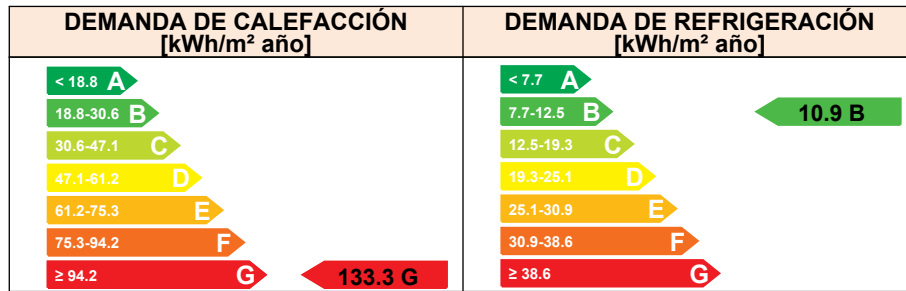 DEMANDA DE CALEFACCIÓN
[kWh/m² año]
< 18.8 A
18.8-30.6 B
30.6-47.1 C
47.1-61.2 D
61.2-75.3 E
75.3-94.2 F
≥ 94.2 G
133.3 G
DEMANDA DE REFRIGERACIÓN
[kWh/m² año]
< 7.7 A
7.7-12.5 B
10.9 B
12.5-19.3 C
19.3-25.1 D
25.1-30.9 E
30.9-38.6 F
≥ 38.6 G